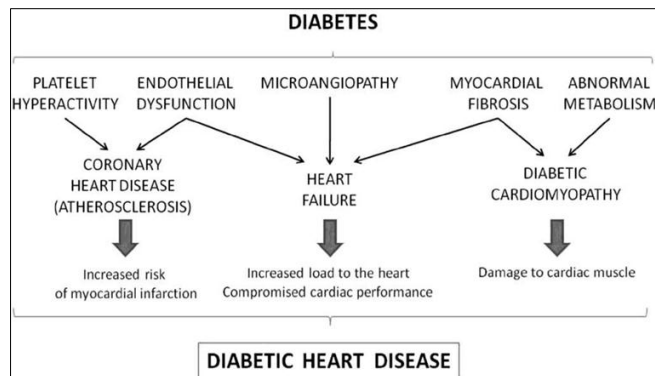 DIABETES
PLATELET
HYPERACTIVITY
ENDOTHELIAL
DYSFUNCTION
MICROANGIOPATHY
MYOCARDIAL
FIBROSIS
ABNORMAL
METABOLISM
CORONARY
HEART DISEASE
(ATHEROSCLEROSIS)
HEART
FAILURE
DIABETIC
CARDIOMYOPATHY
Increased risk
of myocardial infarction
Increased load to the heart
Compromised cardiac performance
Damage to cardiac muscle
DIABETIC HEART DISEASE